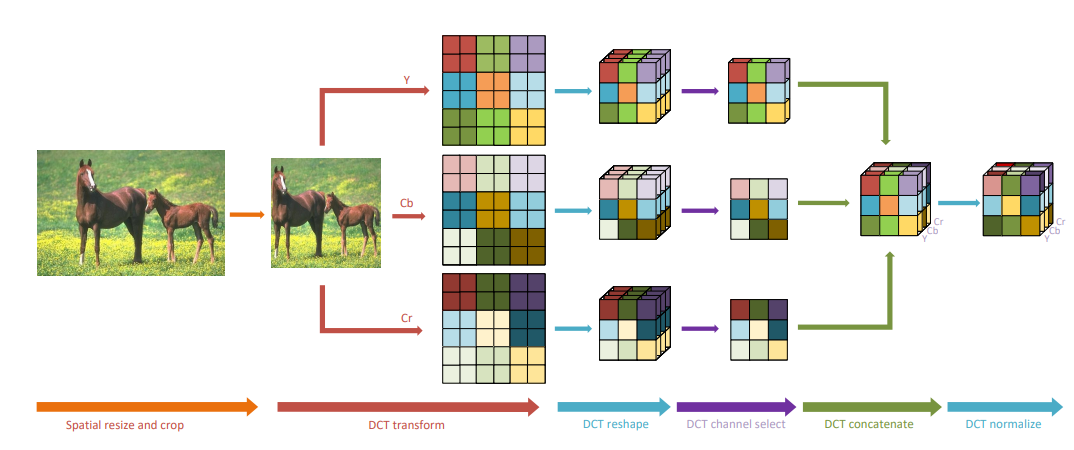 Y
Cb
Cr
Cr
Cb
Y
Cr
Cb
Y
Spatial resize and crop
DCT transform
DCT reshape
DCT channel select
DCT concatenate
DCT normalize